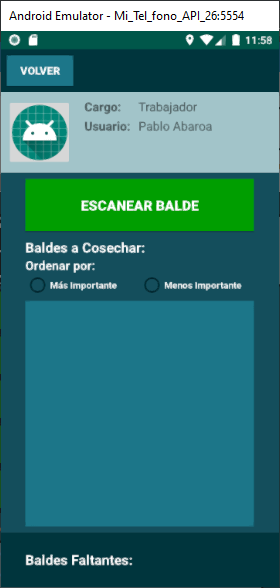 Android Emulator - Mi_Tel_fono_API_26:5554
11:58
VOLVER
Cargo: Trabajador
Usuario: Pablo Abaroa
ESCANEAR BALDE
Baldes a Cosechar:
Ordenar por:
Más Importante Menos Importante
Baldes Faltantes: